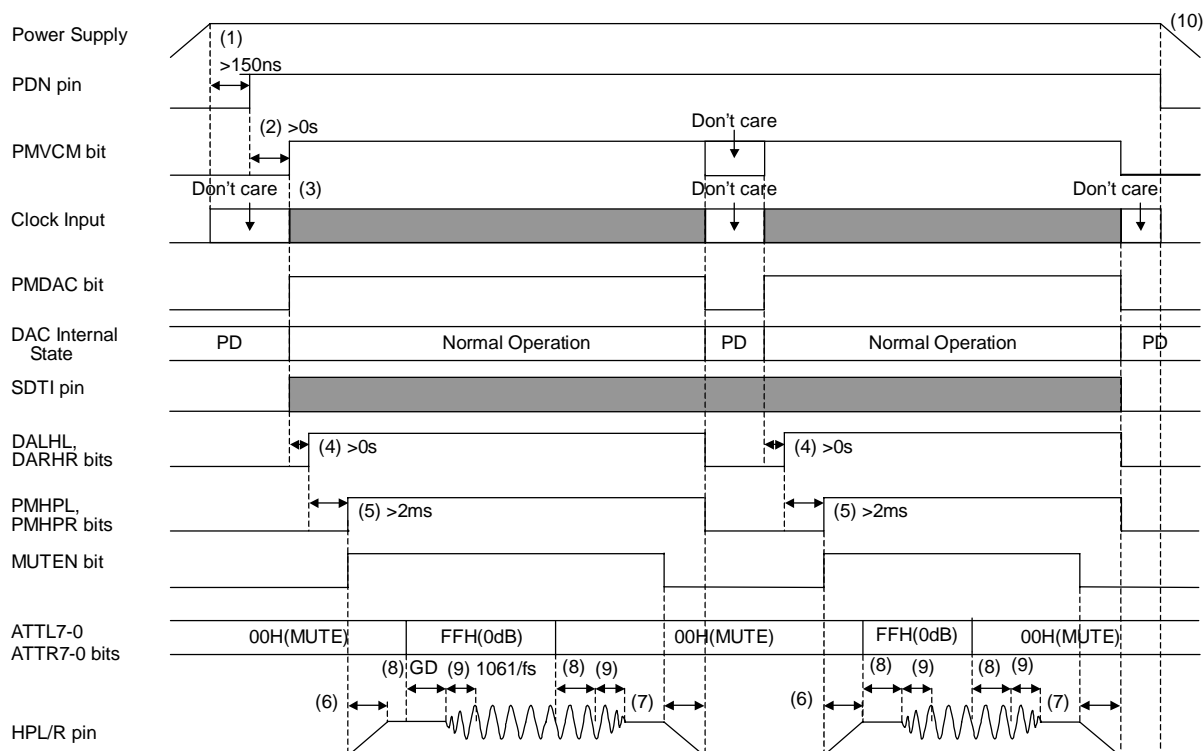 Power Supply
(1)
(10)
>150ns
PDN pin
(2) >0s
Don't care
PMVCM bit
Don't care
(3)
Don't care
Don't care
Clock Input
PMDAC bit
DAC Internal
State
PD
Normal Operation
PD
Normal Operation
PD
SDTI pin
DALHL,
DARHR bits
(4) >0s
(4) >0s
PMHPL,
PMHPR bits
(5) >2ms
(5) >2ms
MUTEN bit
ATTL7-0
ATTR7-0 bits
00H(MUTE)
FFH(0dB)
00H(MUTE)
FFH(0dB)
00H(MUTE)
(8) GD
(9) 1061/fs
(8)
(9)
(8)
(9)
(8)
(9)
(6)
(7)
(6)
(7)
HPL/R pin